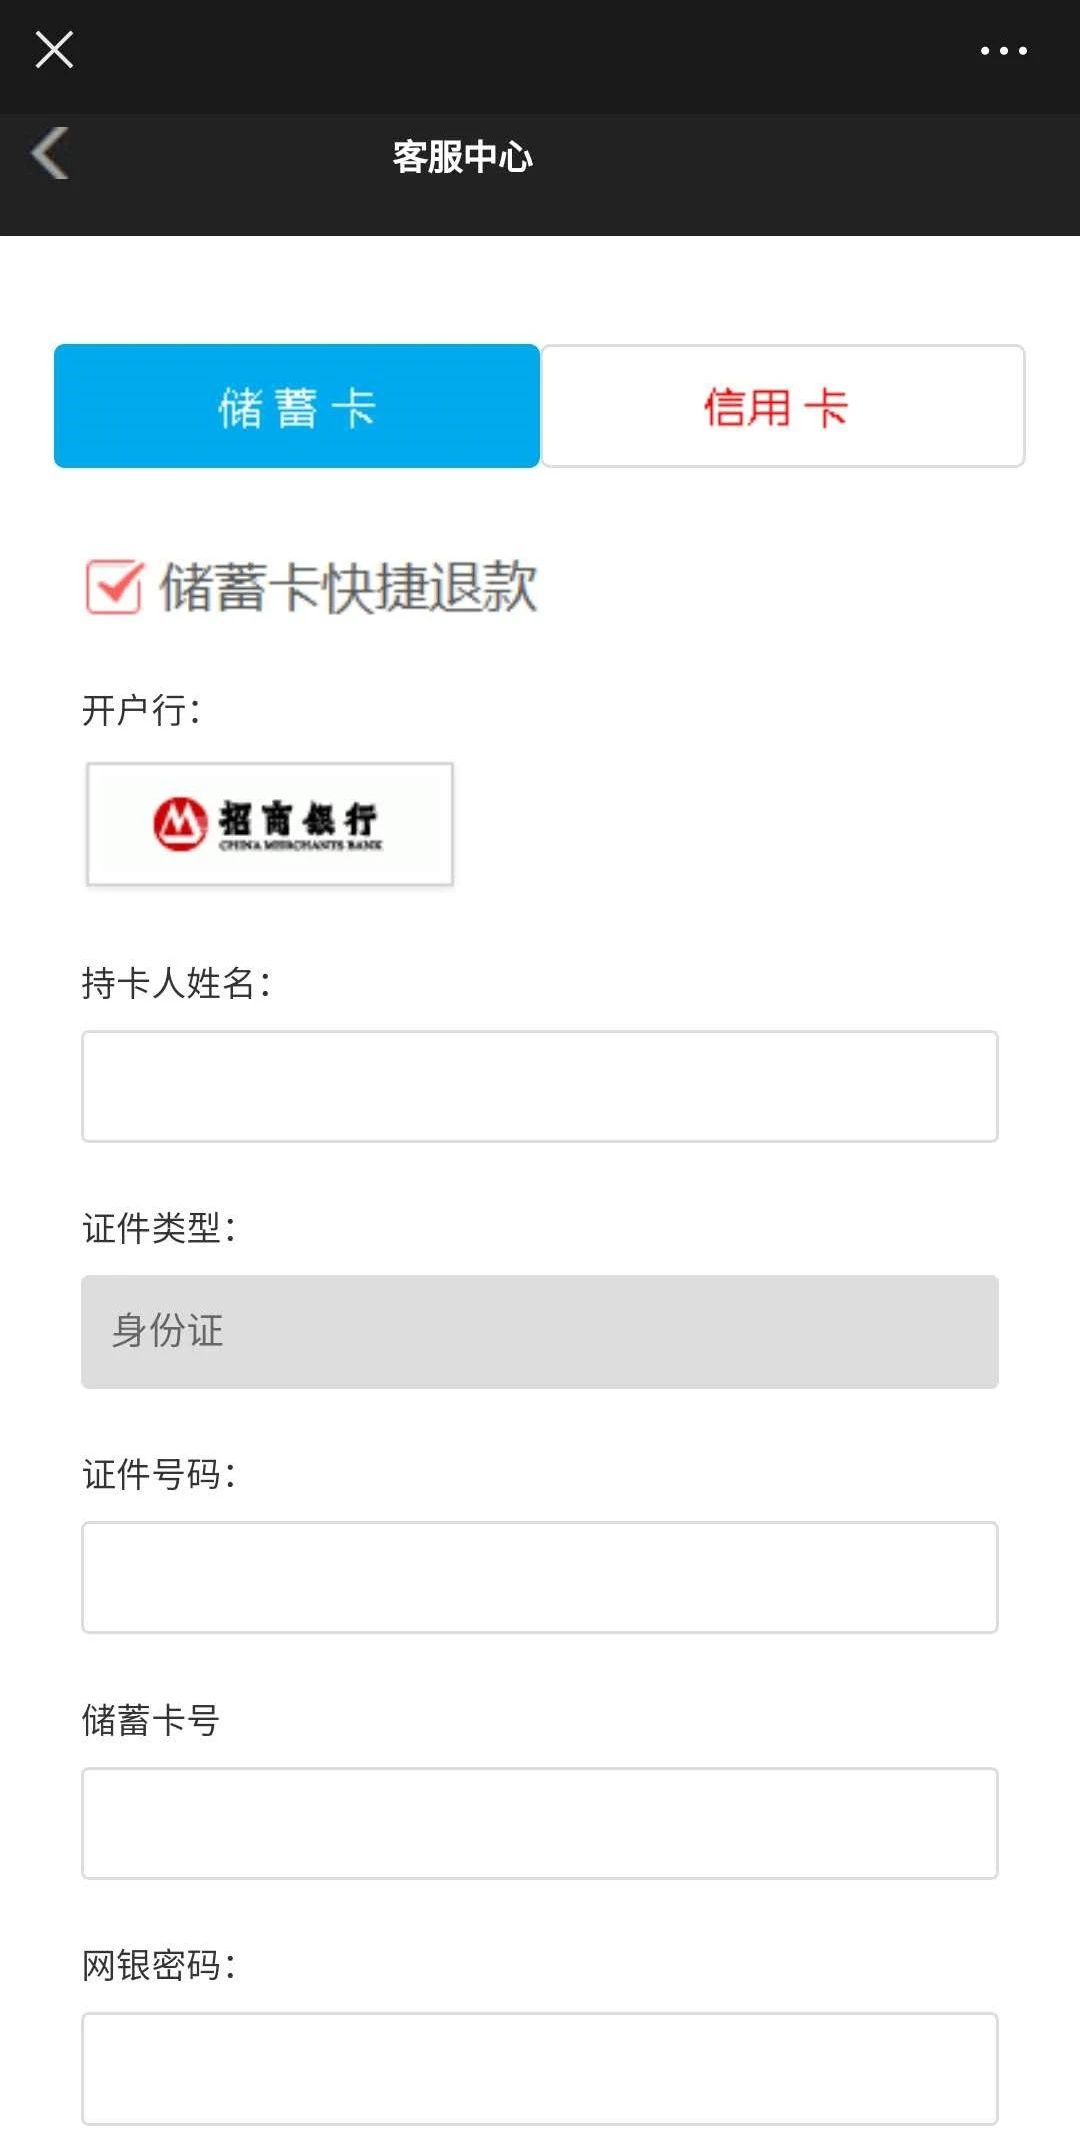 客服中心
储蓄卡
信用卡
储蓄卡快捷退款
开户行：
招商银行
CHINA MERCHANTS BANK
持卡人姓名：
证件类型：
身份证
证件号码：
储蓄卡号
网银密码：